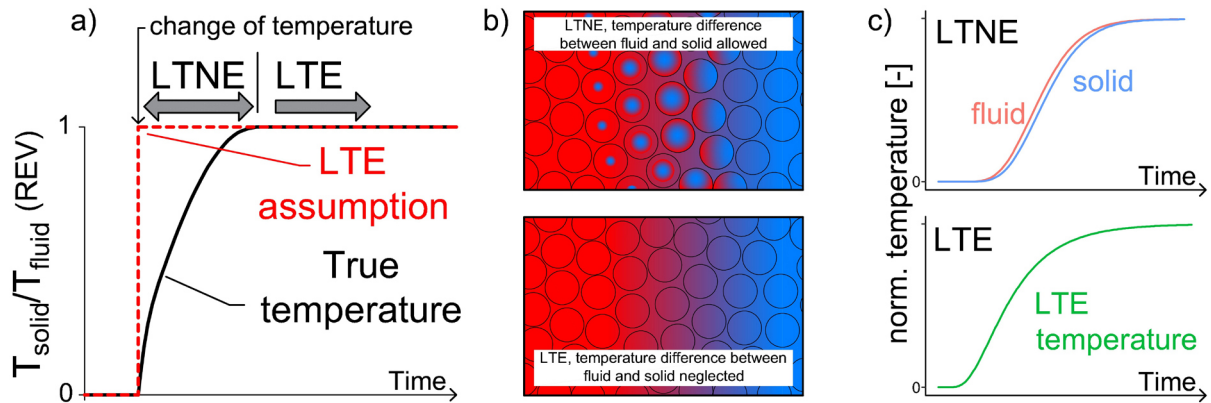 a)
change of temperature
LTNE
LTE
1
LTE
assumption
True
temperature
0
Time
T solid/T fluid (REV)
b)
LTNE, temperature difference
between fluid and solid allowed
LTE, temperature difference between
fluid and solid neglected
c)
LTNE
solid
fluid
0
Time
LTE
LTE
temperature
0
Time
norm. temperature [-]